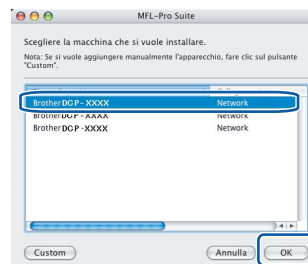 MFL-Pro Suite
Scegliere la macchina che si vuole installare.
Nota: Se si vuole aggiungere manualmente l'apparecchio, fare clic sul pulsante
"Custom".
Brother DCP-XXXX Network
Brother DCP-XXXX Network
Brother DCP-XXXX Network
Custom Annulla OK